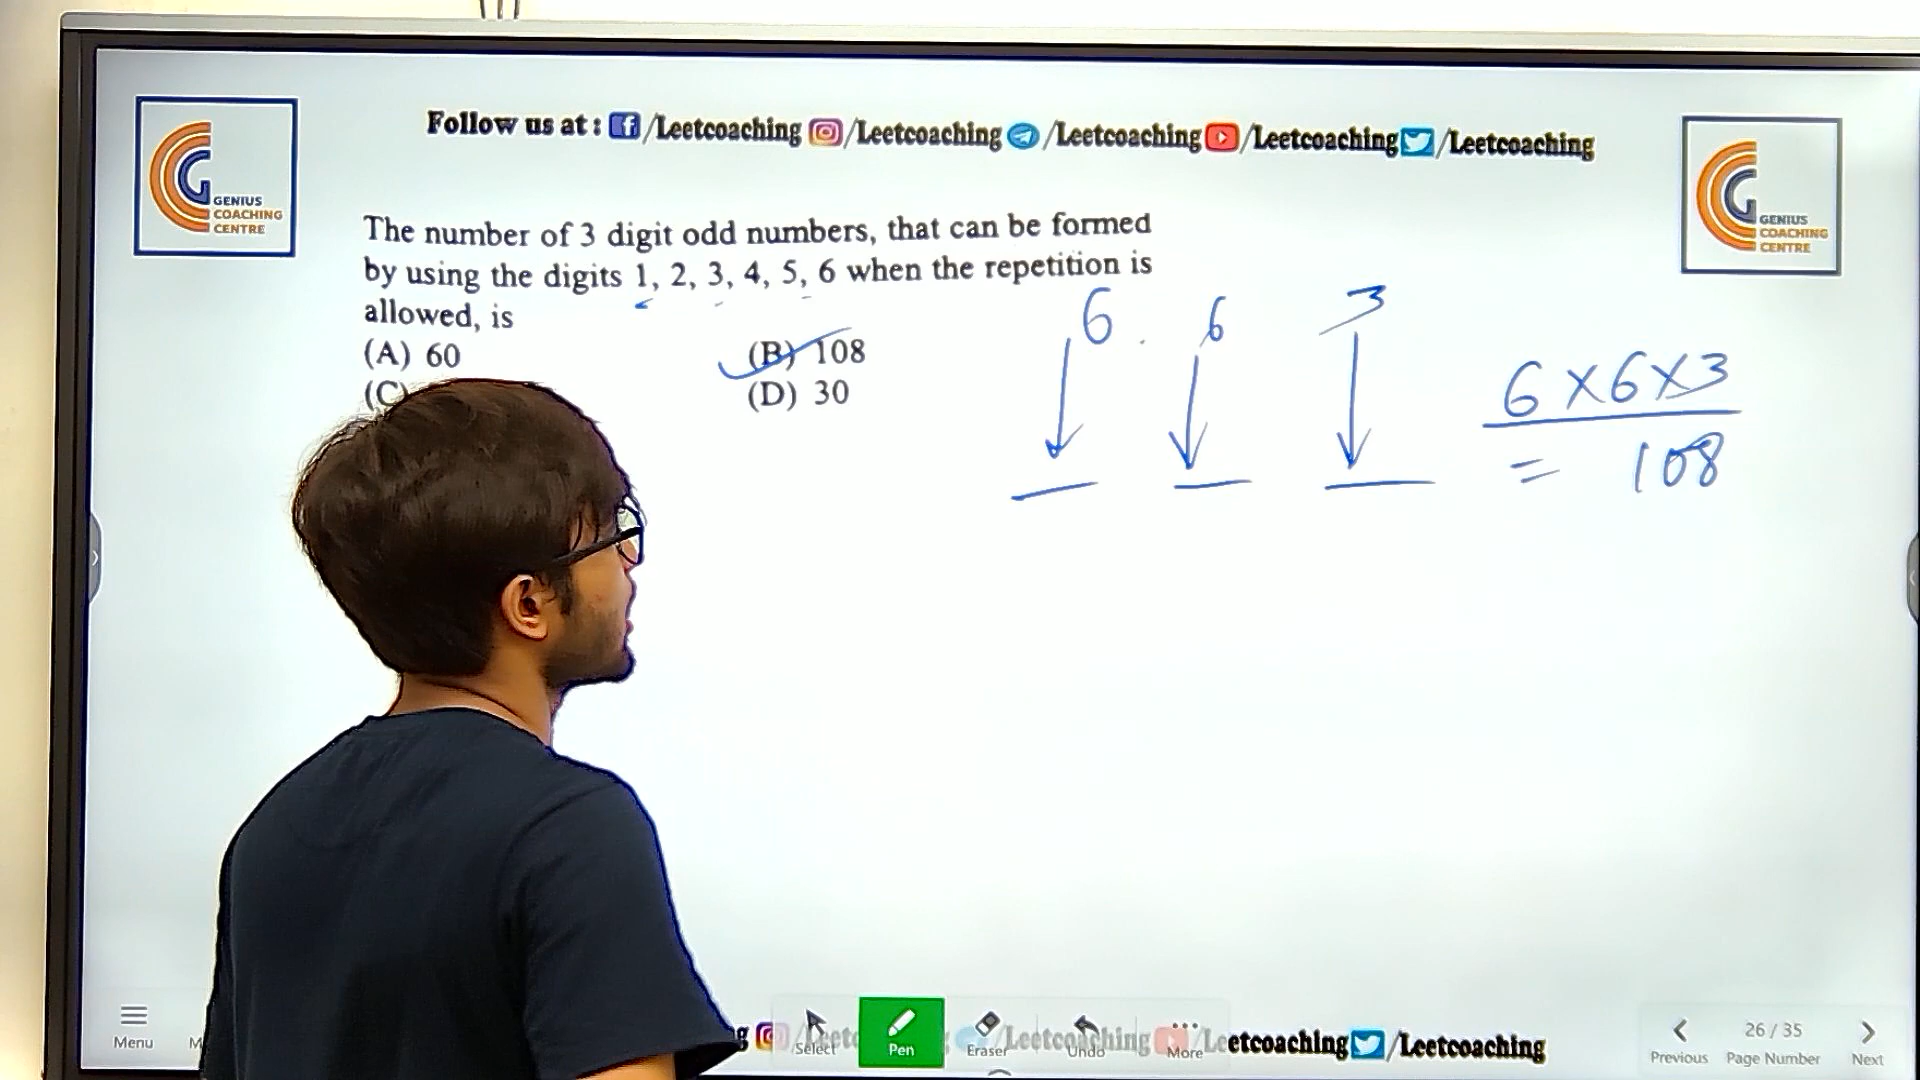 Follow us at : /Leetcoaching /Leetcoaching /Leetcoaching /Leetcoaching /Leetcoaching
GENIUS
COACHING
CENTRE
GENIUS
COACHING
CENTRE
The number of 3 digit odd numbers, that can be formed
by using the digits 1, 2, 3, 4, 5, 6 when the repetition is
allowed, is
(A) 60
(B) 108
(C)
(D) 30
6 6 3
6 × 6 × 3
= 108
Menu
Select
Pen
Eraser
Undo
More
/Leetcoaching
Leetcoaching /Leetcoaching
Previous
26 / 35
Page Number
Next